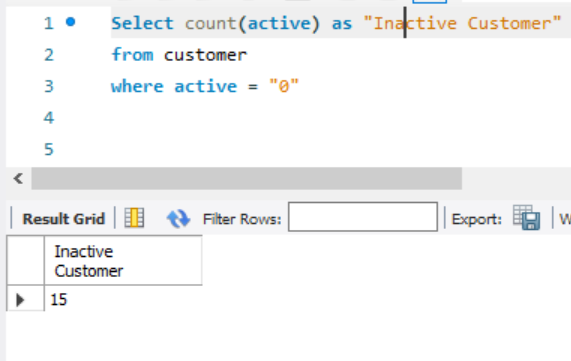 1 Select count(active) as "Inactive Customer"
2 from customer
3 where active = "0"
4
5
Result Grid Filter Rows: Export:
Inactive
Customer
15